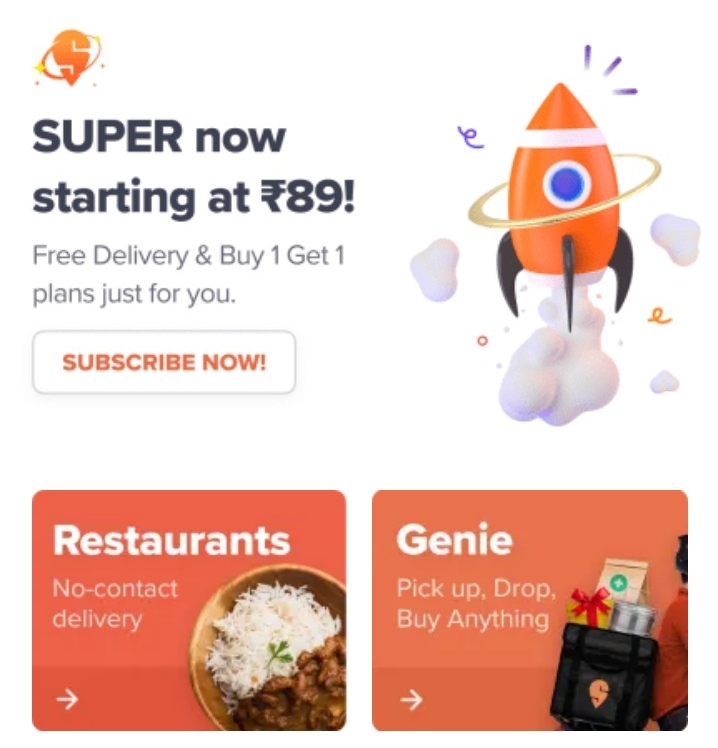 SUPER now
starting at ₹89!
Free Delivery & Buy 1 Get 1
plans just for you.
SUBSCRIBE NOW!
Restaurants
No-contact
delivery
Genie
Pick up, Drop,
Buy Anything